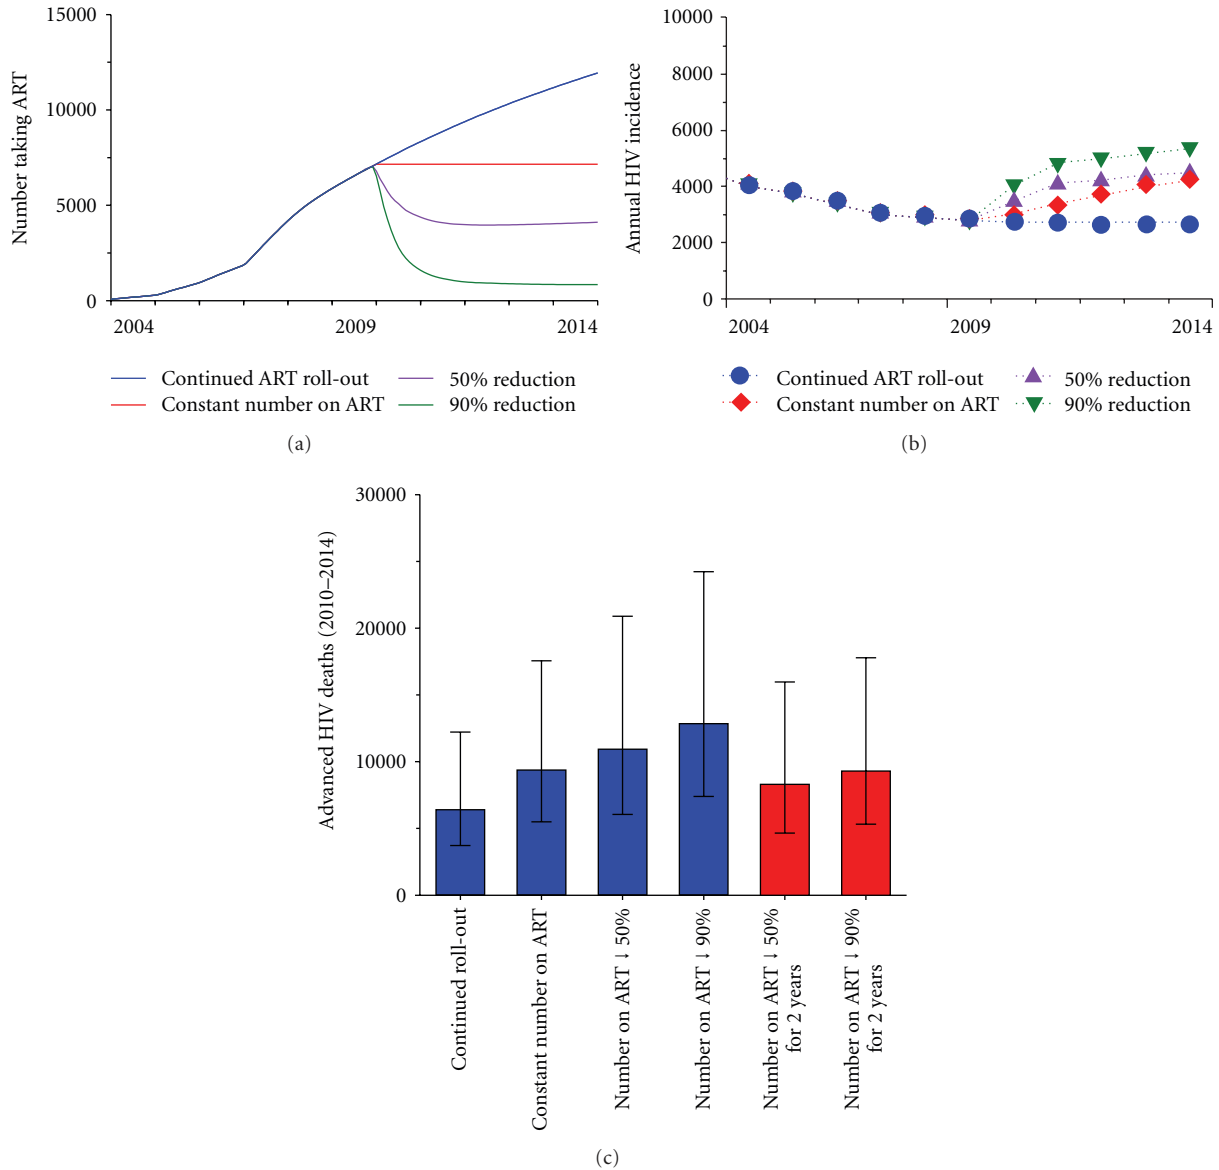 15000
10000
5000
0
Number taking ART
2004
2009
2014
Continued ART roll-out
50% reduction
Constant number on ART
90% reduction
(a)
10000
8000
6000
4000
2000
0
Annual HIV incidence
2004
2009
2014
Continued ART roll-out
50% reduction
Constant number on ART
90% reduction
(b)
30000
20000
10000
0
Advanced HIV deaths (2010–2014)
Continued roll-out
Constant number on ART
Number on ART ↓ 50%
Number on ART ↓ 90%
Number on ART ↓ 50%
for 2 years
Number on ART ↓ 90%
for 2 years
(c)